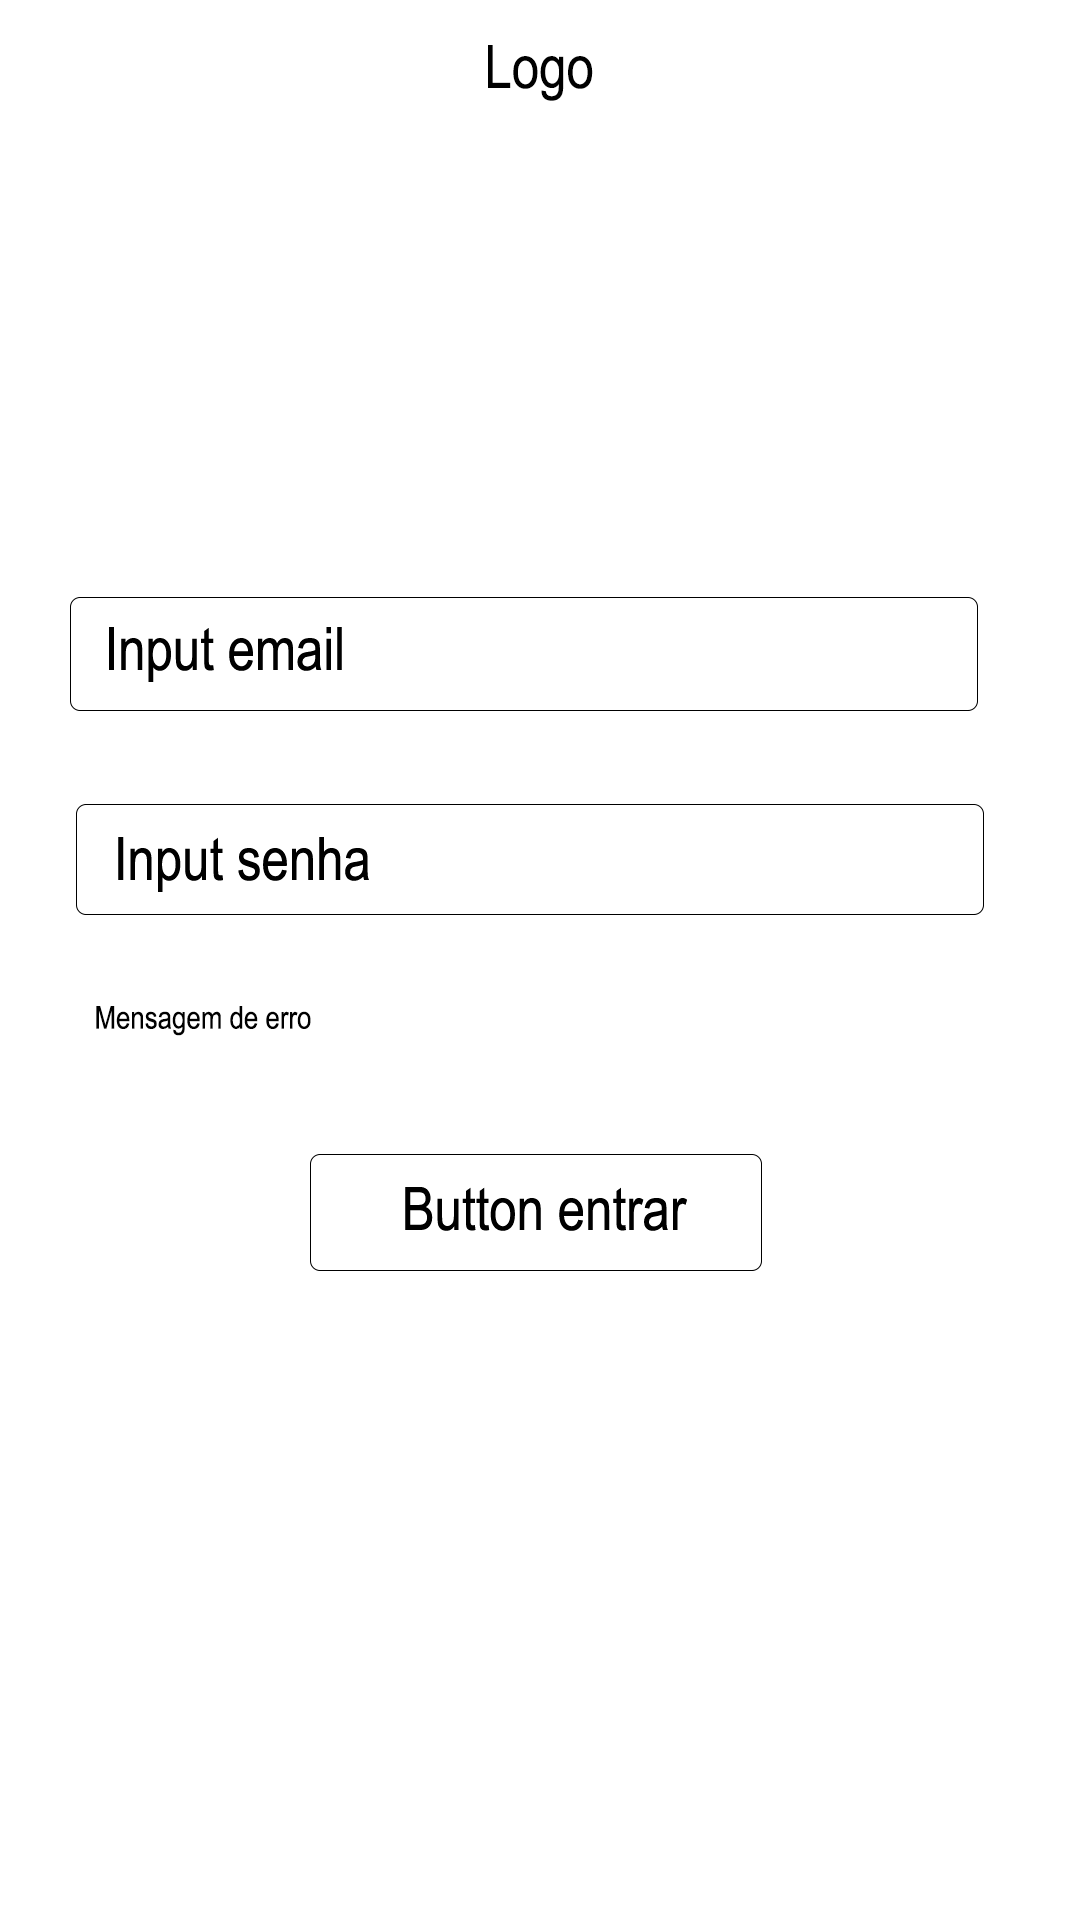 Logo
Input email
Input senha
Mensagem de erro
Button entrar